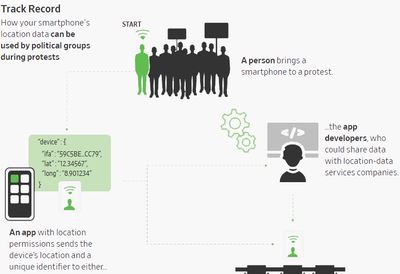 Track Record
How your smartphone's
location data can be
used by political groups
during protests
START
A person brings a
smartphone to a protest.
"device" : {
"ifa" : "59C5BE...CC79",
"lat" : "12.34567",
"long" : "8.901234"
}
...the app
developers, who
could share data
with location-data
services companies.
</>
An app with location
permissions sends the
device's location and a
unique identifier to either...